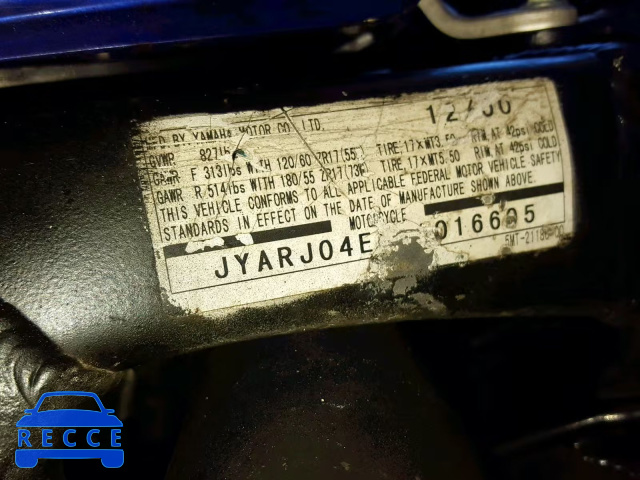 12/00
BY YAMAHA MOTOR CO., LTD.
GVWR 827lb
GAWR F 313lbs WITH 120/60 ZR17(55 TIRE,17×MT3.50 RIM,AT 42psi COLD
GAWR R 514lbs WITH 180/55 ZR17(73 TIRE,17×MT5.50 RIM,AT 42psi COLD
THIS VEHICLE CONFORMS TO ALL APPLICABLE FEDERAL MOTOR VEHICLE SAFETY
STANDARDS IN EFFECT ON THE DATE OF MANUFACTURE SHOWN ABOVE.
MOTORCYCLE
JYARJ04E 016605
RECCE